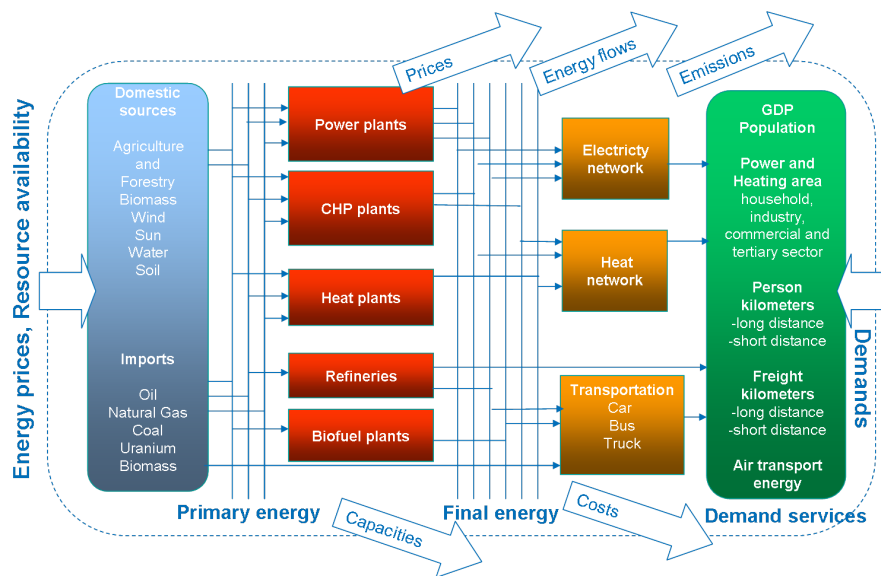 Prices
Energy flows
Emissions
Energy prices, Resource availability
Domestic
sources
Agriculture
and
Forestry
Biomass
Wind
Sun
Water
Soil
Imports
Oil
Natural Gas
Coal
Uranium
Biomass
Power plants
CHP plants
Heat plants
Refineries
Biofuel plants
Electricty
network
Heat
network
Transportation
Car
Bus
Truck
GDP
Population
Power and
Heating area
household,
industry,
commercial and
tertiary sector
Person
kilometers
-long distance
-short distance
Freight
kilometers
-long distance
-short distance
Air transport
energy
Demands
Primary energy
Final energy
Demand services
Capacities
Costs